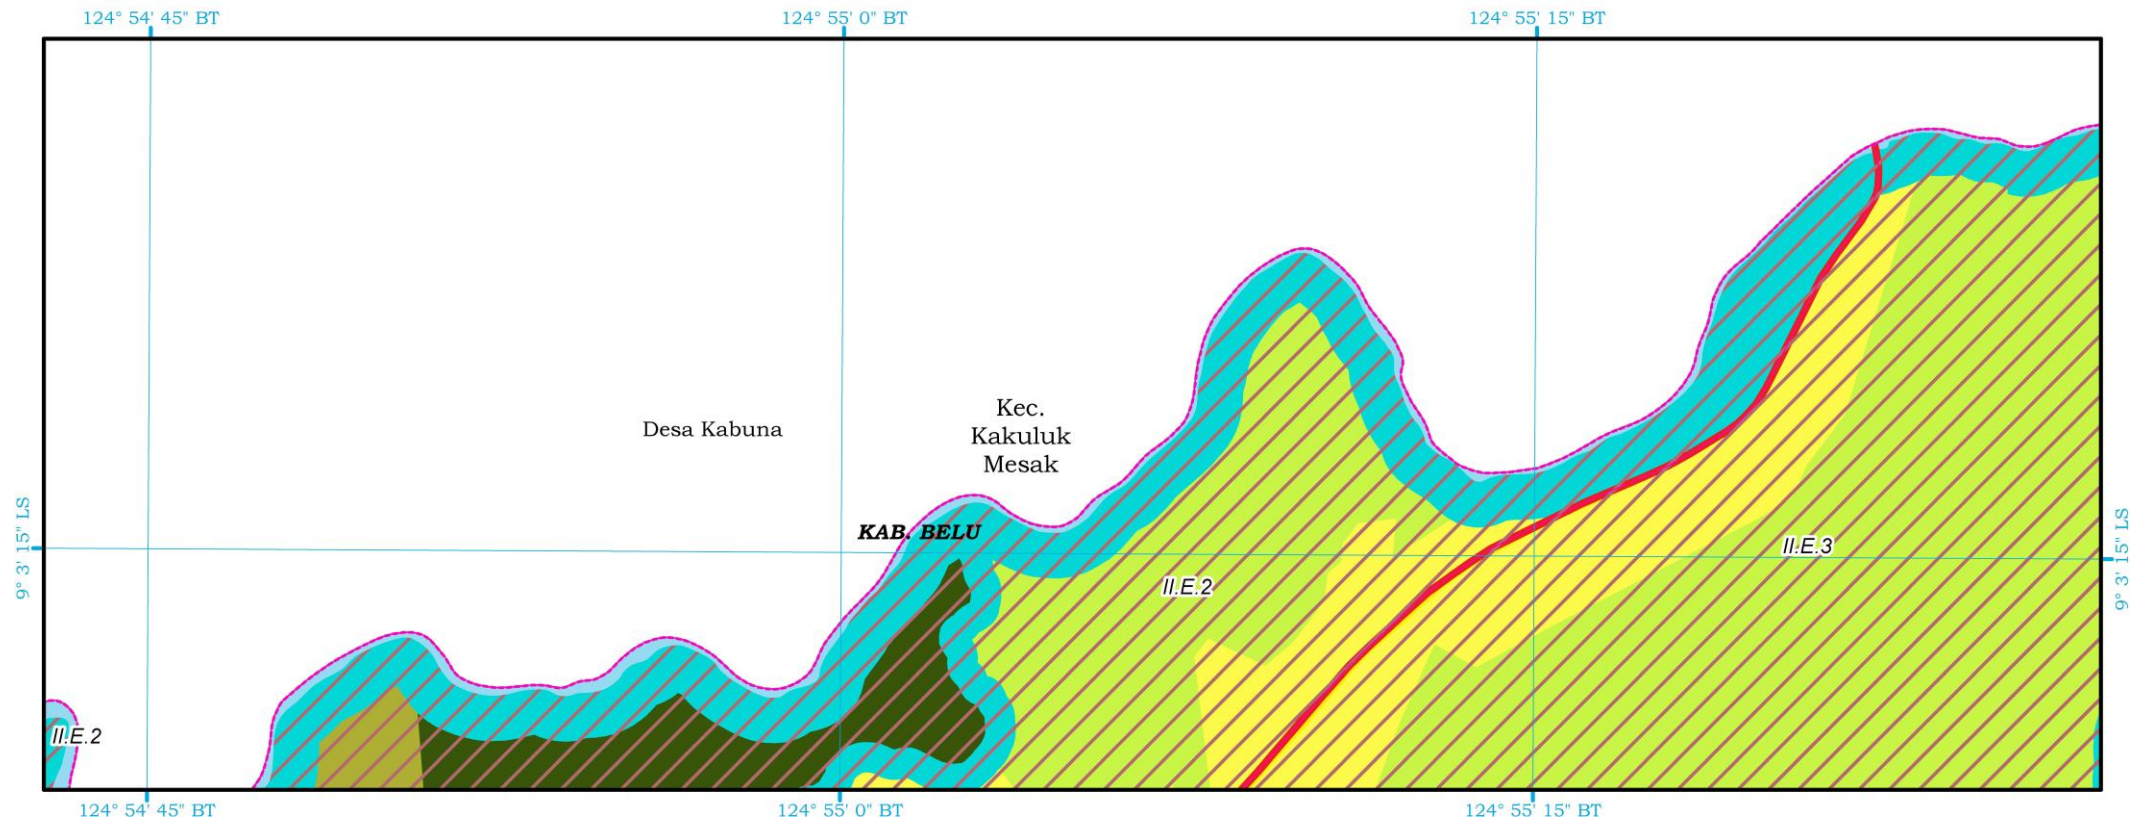 124° 54' 45" BT
124° 55' 0" BT
124° 55' 15" BT
Desa Kabuna
Kec.
Kakuluk
Mesak
KAB. BELU
9° 3' 15" LS
9° 3' 15" LS
II.E.3
II.E.2
II.E.2
124° 54' 45" BT
124° 55' 0" BT
124° 55' 15" BT